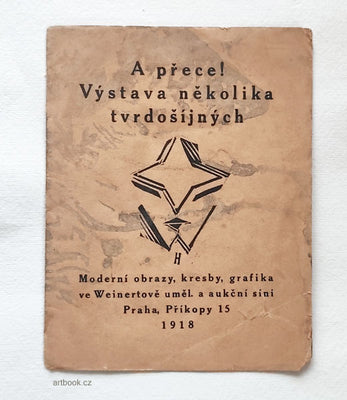 A přece!
Výstava několika
tvrdošíjných
W
H
Moderní obrazy, kresby, grafika
ve Weinertově uměl. a aukční síni
Praha, Příkopy 15
1918
artbook.cz